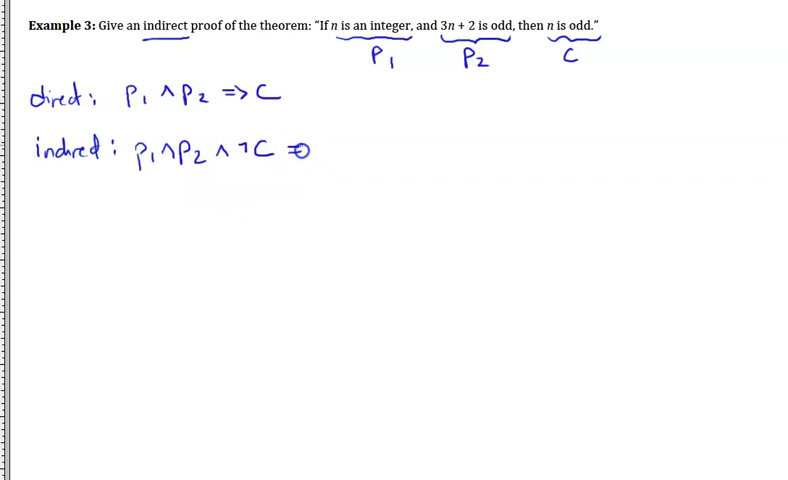 Example 3: Give an indirect proof of the theorem: “If n is an integer, and 3n + 2 is odd, then n is odd.”
P₁ P₂ C
direct: P₁ ∧ P₂ => C
indirect: P₁ ∧ P₂ ∧ ¬C =>